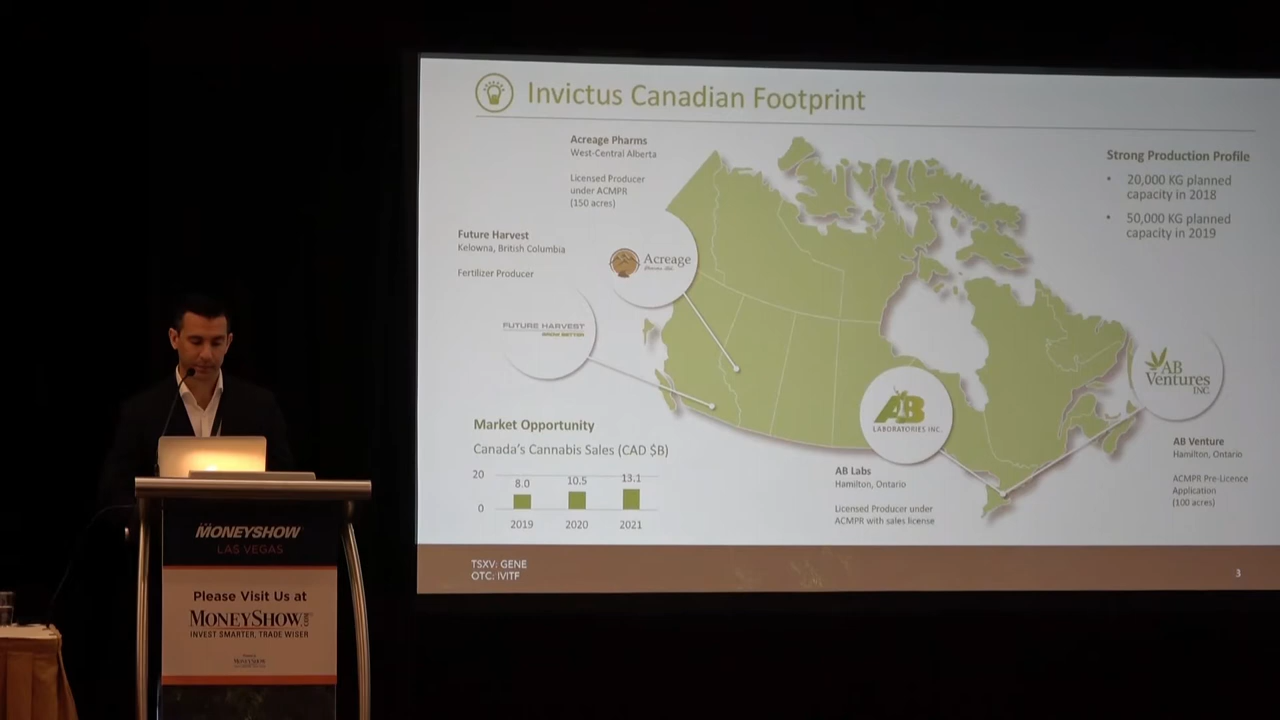 Invictus Canadian Footprint
Acreage Pharms
West-Central Alberta
Licensed Producer
under ACMPR
(150 acres)
Strong Production Profile
• 20,000 KG planned
capacity in 2018
• 50,000 KG planned
capacity in 2019
Future Harvest
Kelowna, British Columbia
Fertilizer Producer
Acreage
FUTURE HARVEST
AB
Ventures
INC
AB
LABORATORIES INC.
Market Opportunity
Canada's Cannabis Sales (CAD $B)
20
8.0
10.5
13.1
0
2019
2020
2021
AB Labs
Hamilton, Ontario
Licensed Producer under
ACMPR with sales license
AB Venture
Hamilton, Ontario
ACMPR Pre-Licence
Application
(100 acres)
TSXV: GENE
OTC: IVITF
3
THE
MONEYSHOW
LAS VEGAS
Please Visit Us at
MONEYSHOW.COM
INVEST SMARTER, TRADE WISER